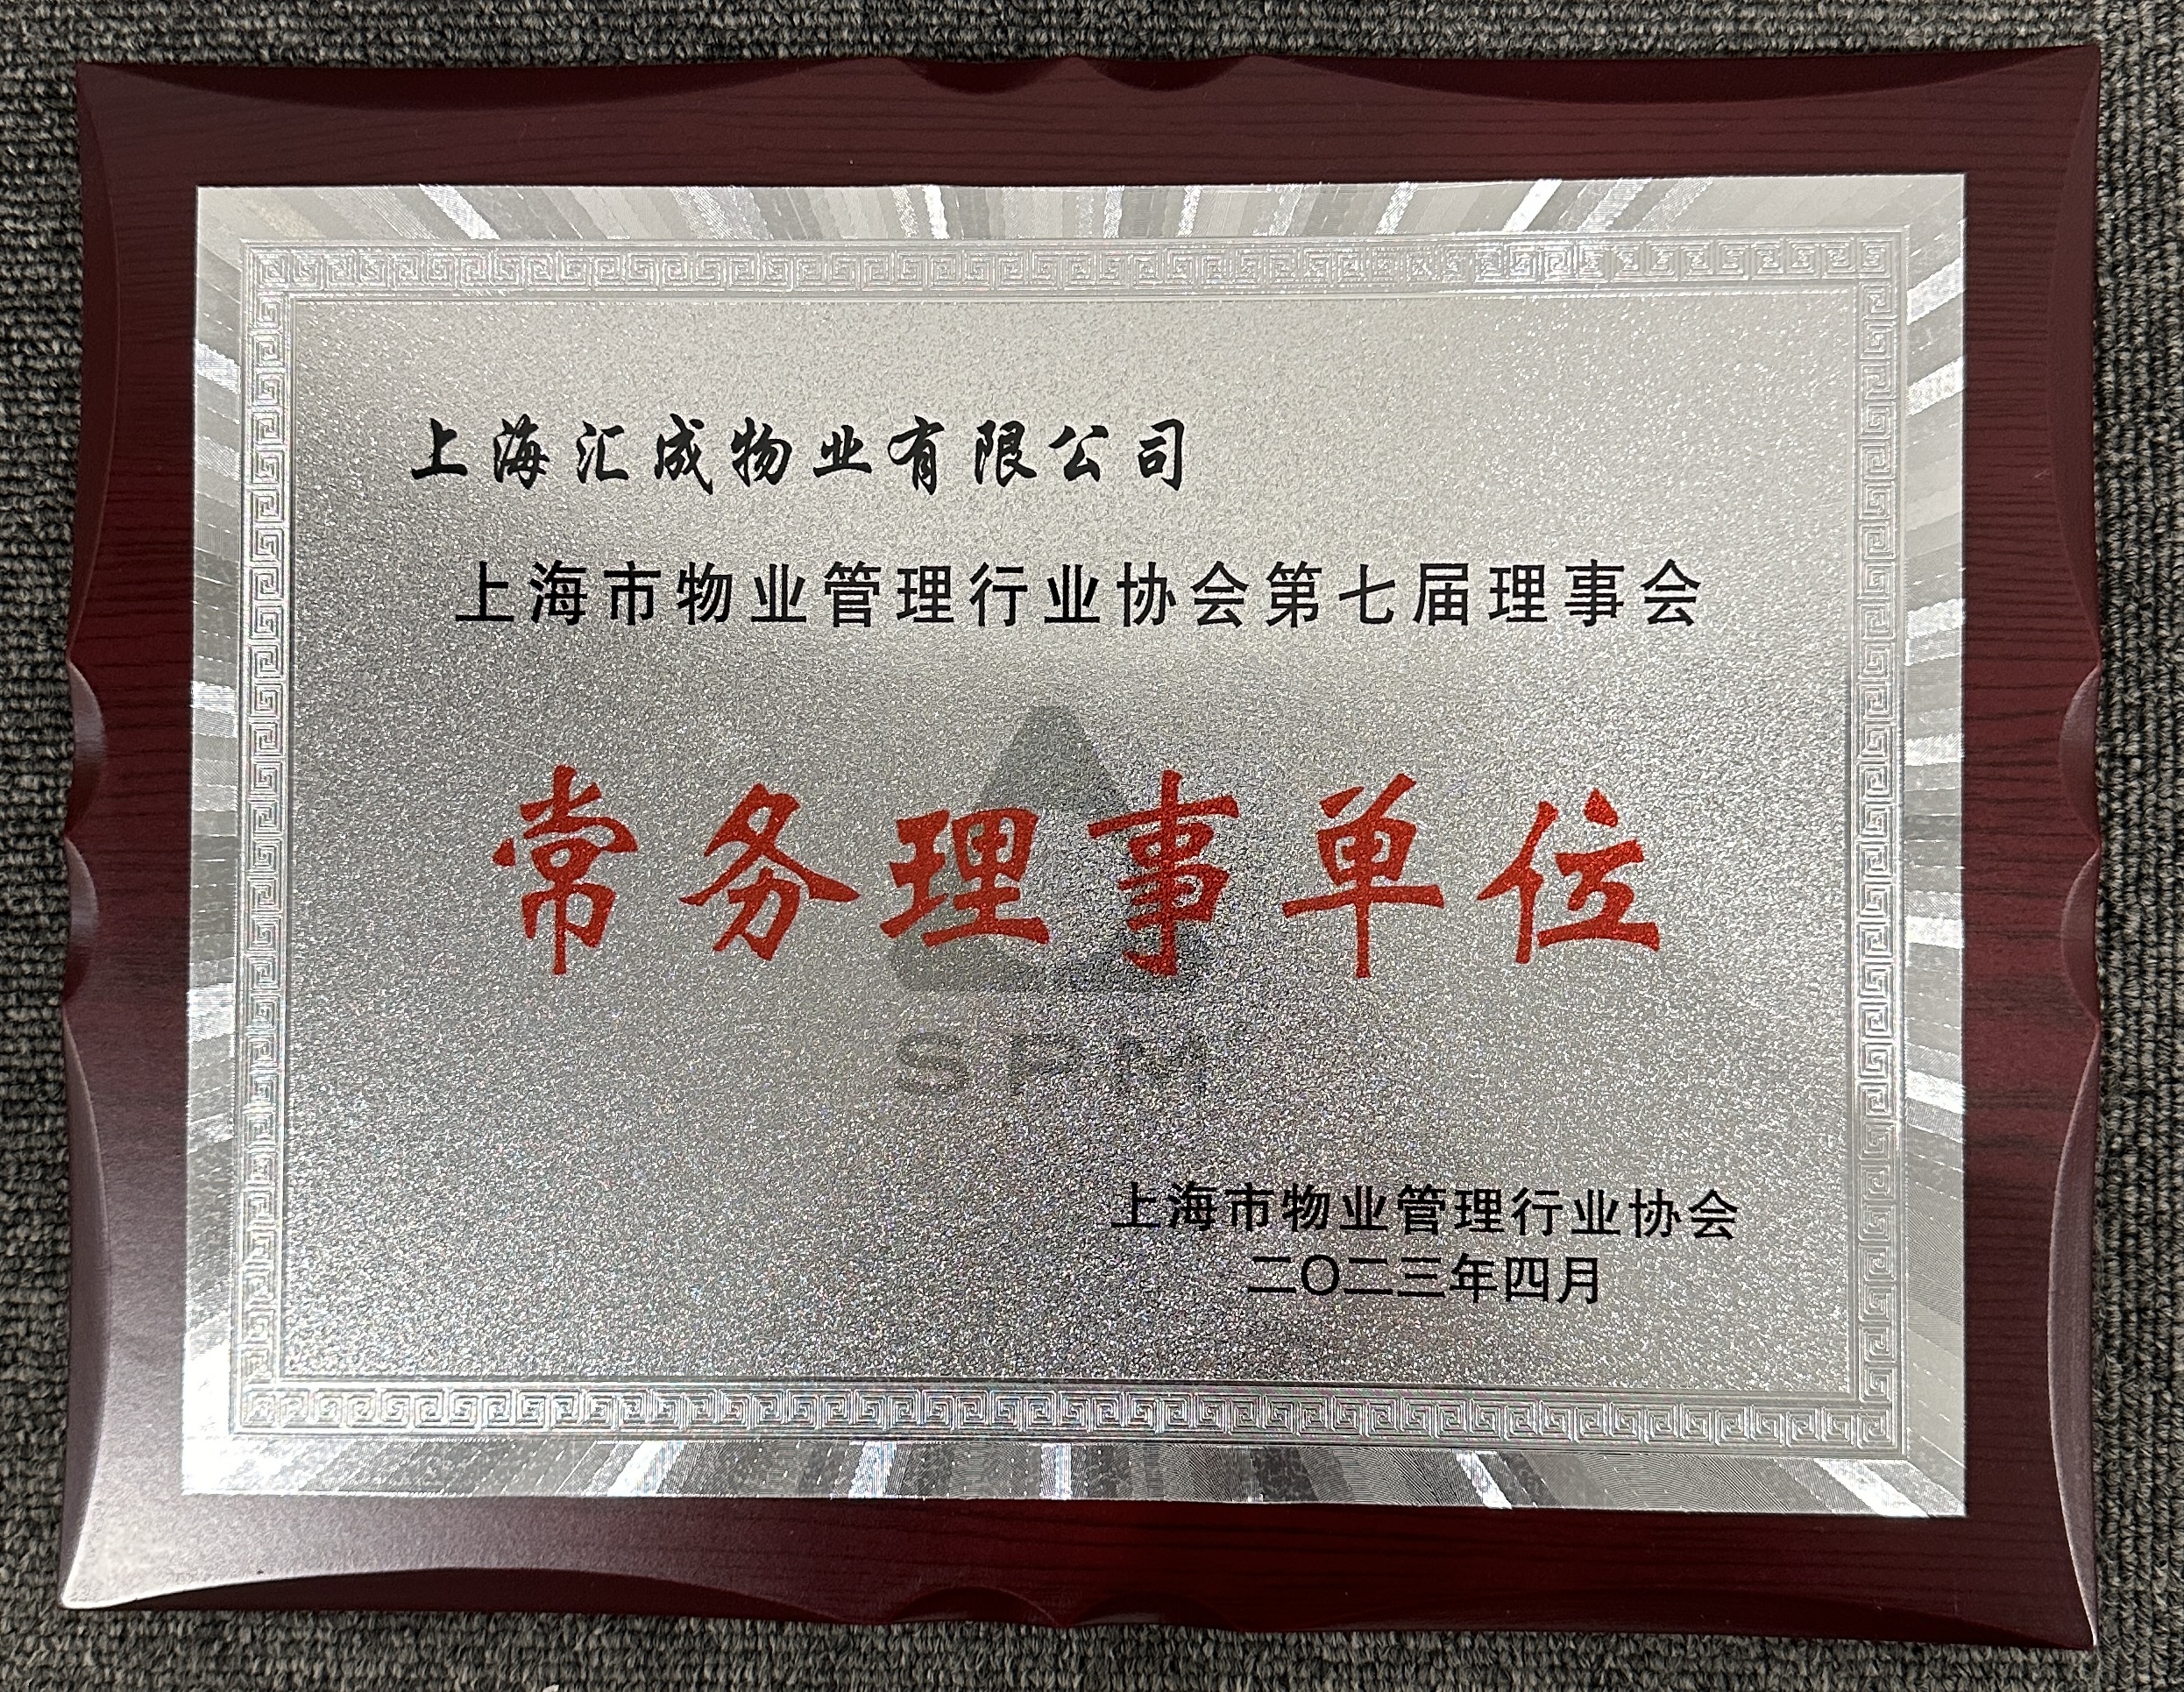 上海汇成物业有限公司
上海市物业管理行业协会第七届理事会
常务理事单位
SPM
上海市物业管理行业协会
二〇二三年四月